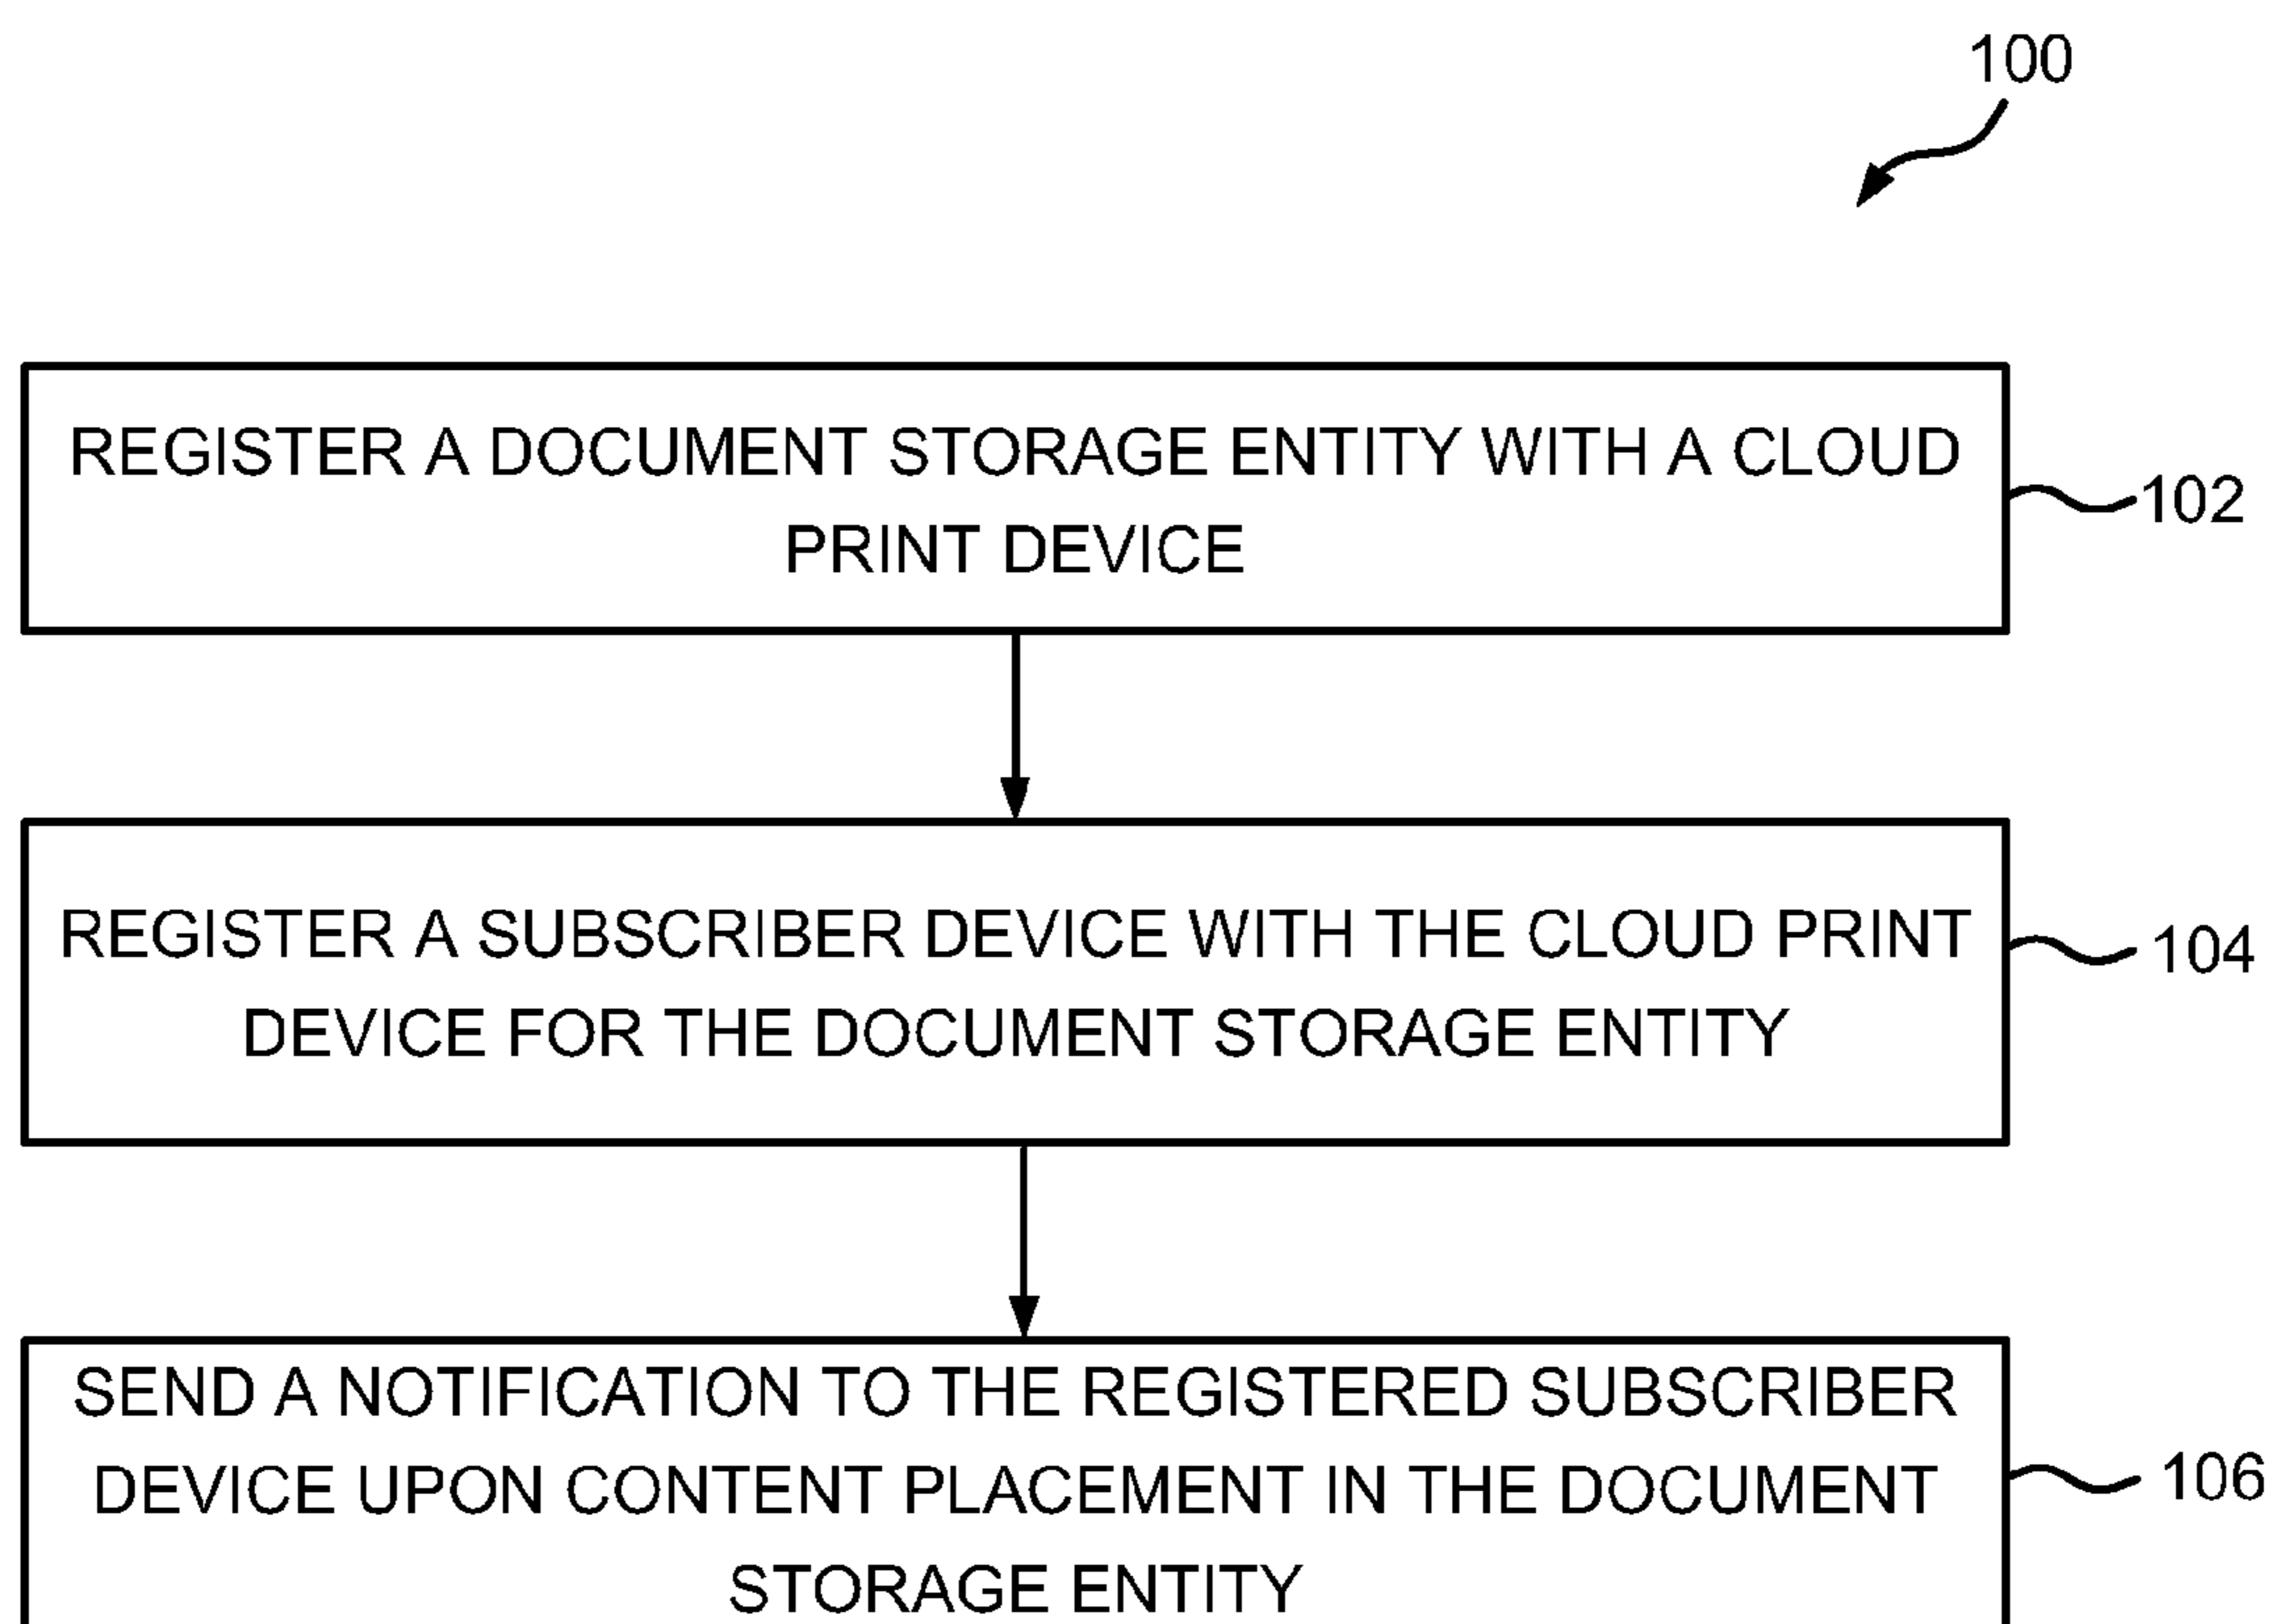 100
REGISTER A DOCUMENT STORAGE ENTITY WITH A CLOUD
PRINT DEVICE
102
REGISTER A SUBSCRIBER DEVICE WITH THE CLOUD PRINT
DEVICE FOR THE DOCUMENT STORAGE ENTITY
104
SEND A NOTIFICATION TO THE REGISTERED SUBSCRIBER
DEVICE UPON CONTENT PLACEMENT IN THE DOCUMENT
STORAGE ENTITY
106